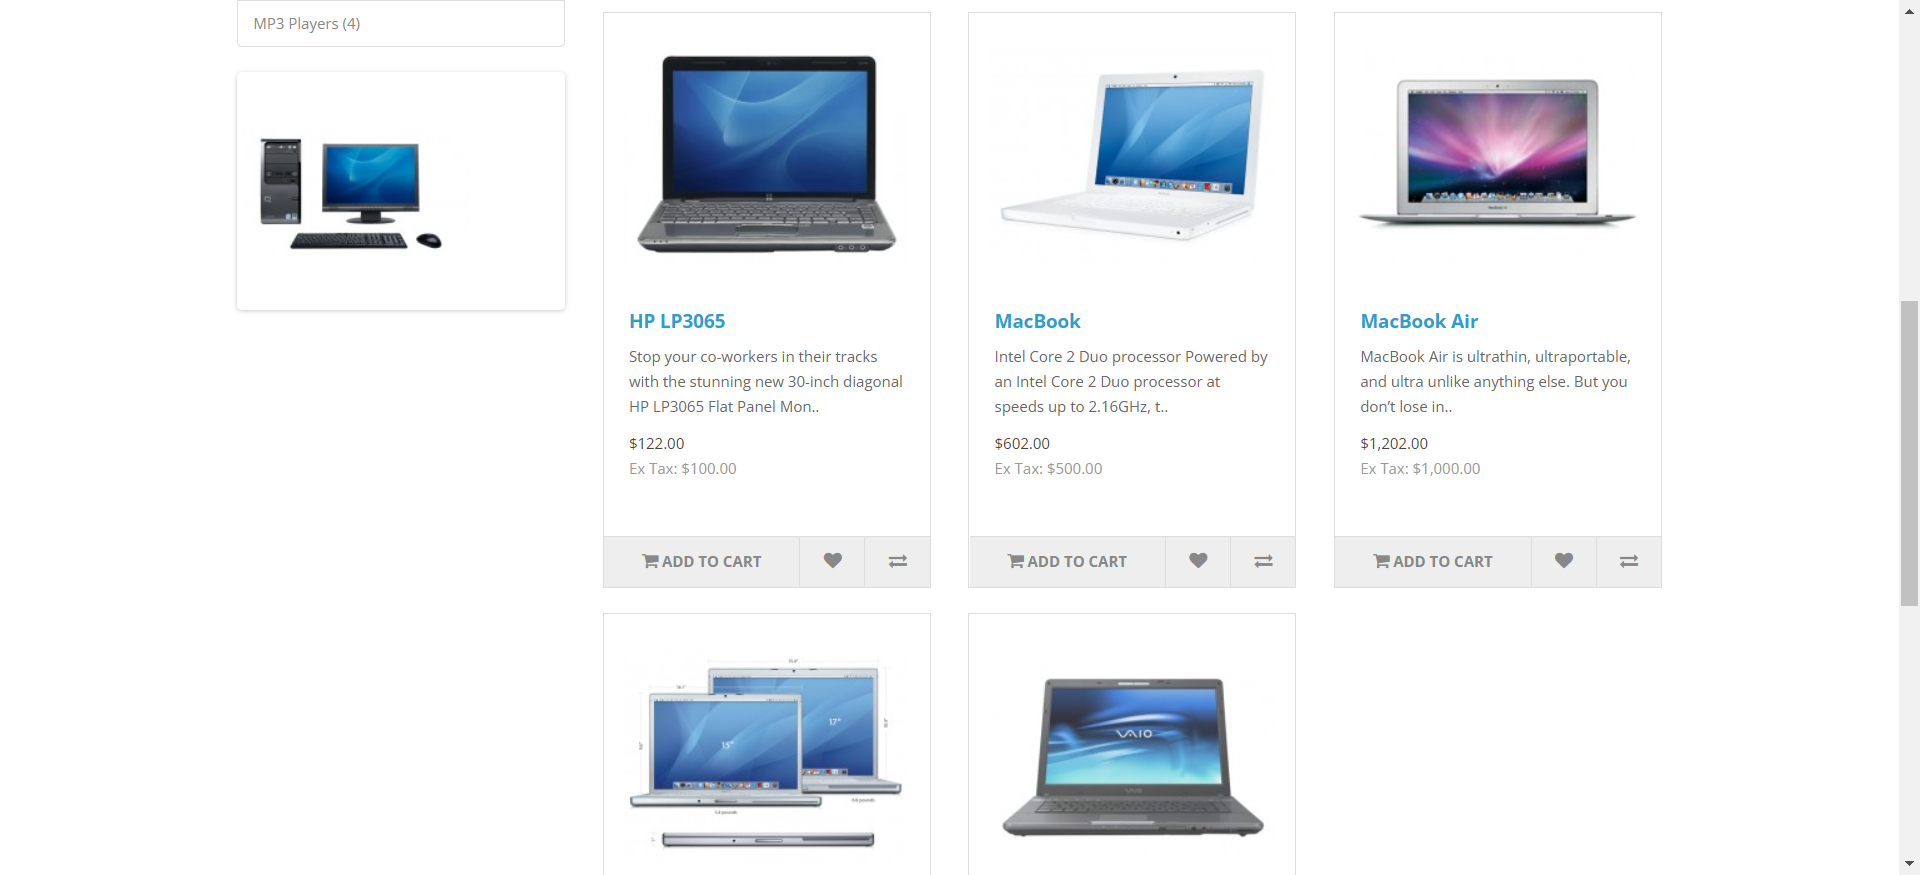 MP3 Players (4)
HP LP3065
Stop your co-workers in their tracks
with the stunning new 30-inch diagonal
HP LP3065 Flat Panel Mon..
$122.00
Ex Tax: $100.00
ADD TO CART
MacBook
Intel Core 2 Duo processor Powered by
an Intel Core 2 Duo processor at
speeds up to 2.16GHz, t..
$602.00
Ex Tax: $500.00
ADD TO CART
MacBook Air
MacBook Air is ultrathin, ultraportable,
and ultra unlike anything else. But you
don’t lose in..
$1,202.00
Ex Tax: $1,000.00
ADD TO CART
15"
17"
VAIO